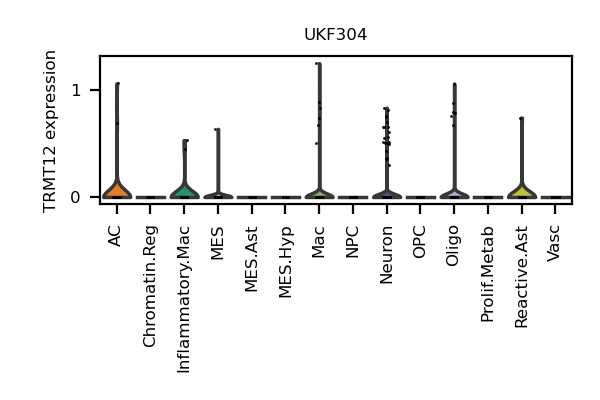 UKF304
TRMT12 expression
1
0
AC
Chromatin.Reg
Inflammatory.Mac
MES
MES.Ast
MES.Hyp
Mac
NPC
Neuron
OPC
Oligo
Prolif.Metab
Reactive.Ast
Vasc